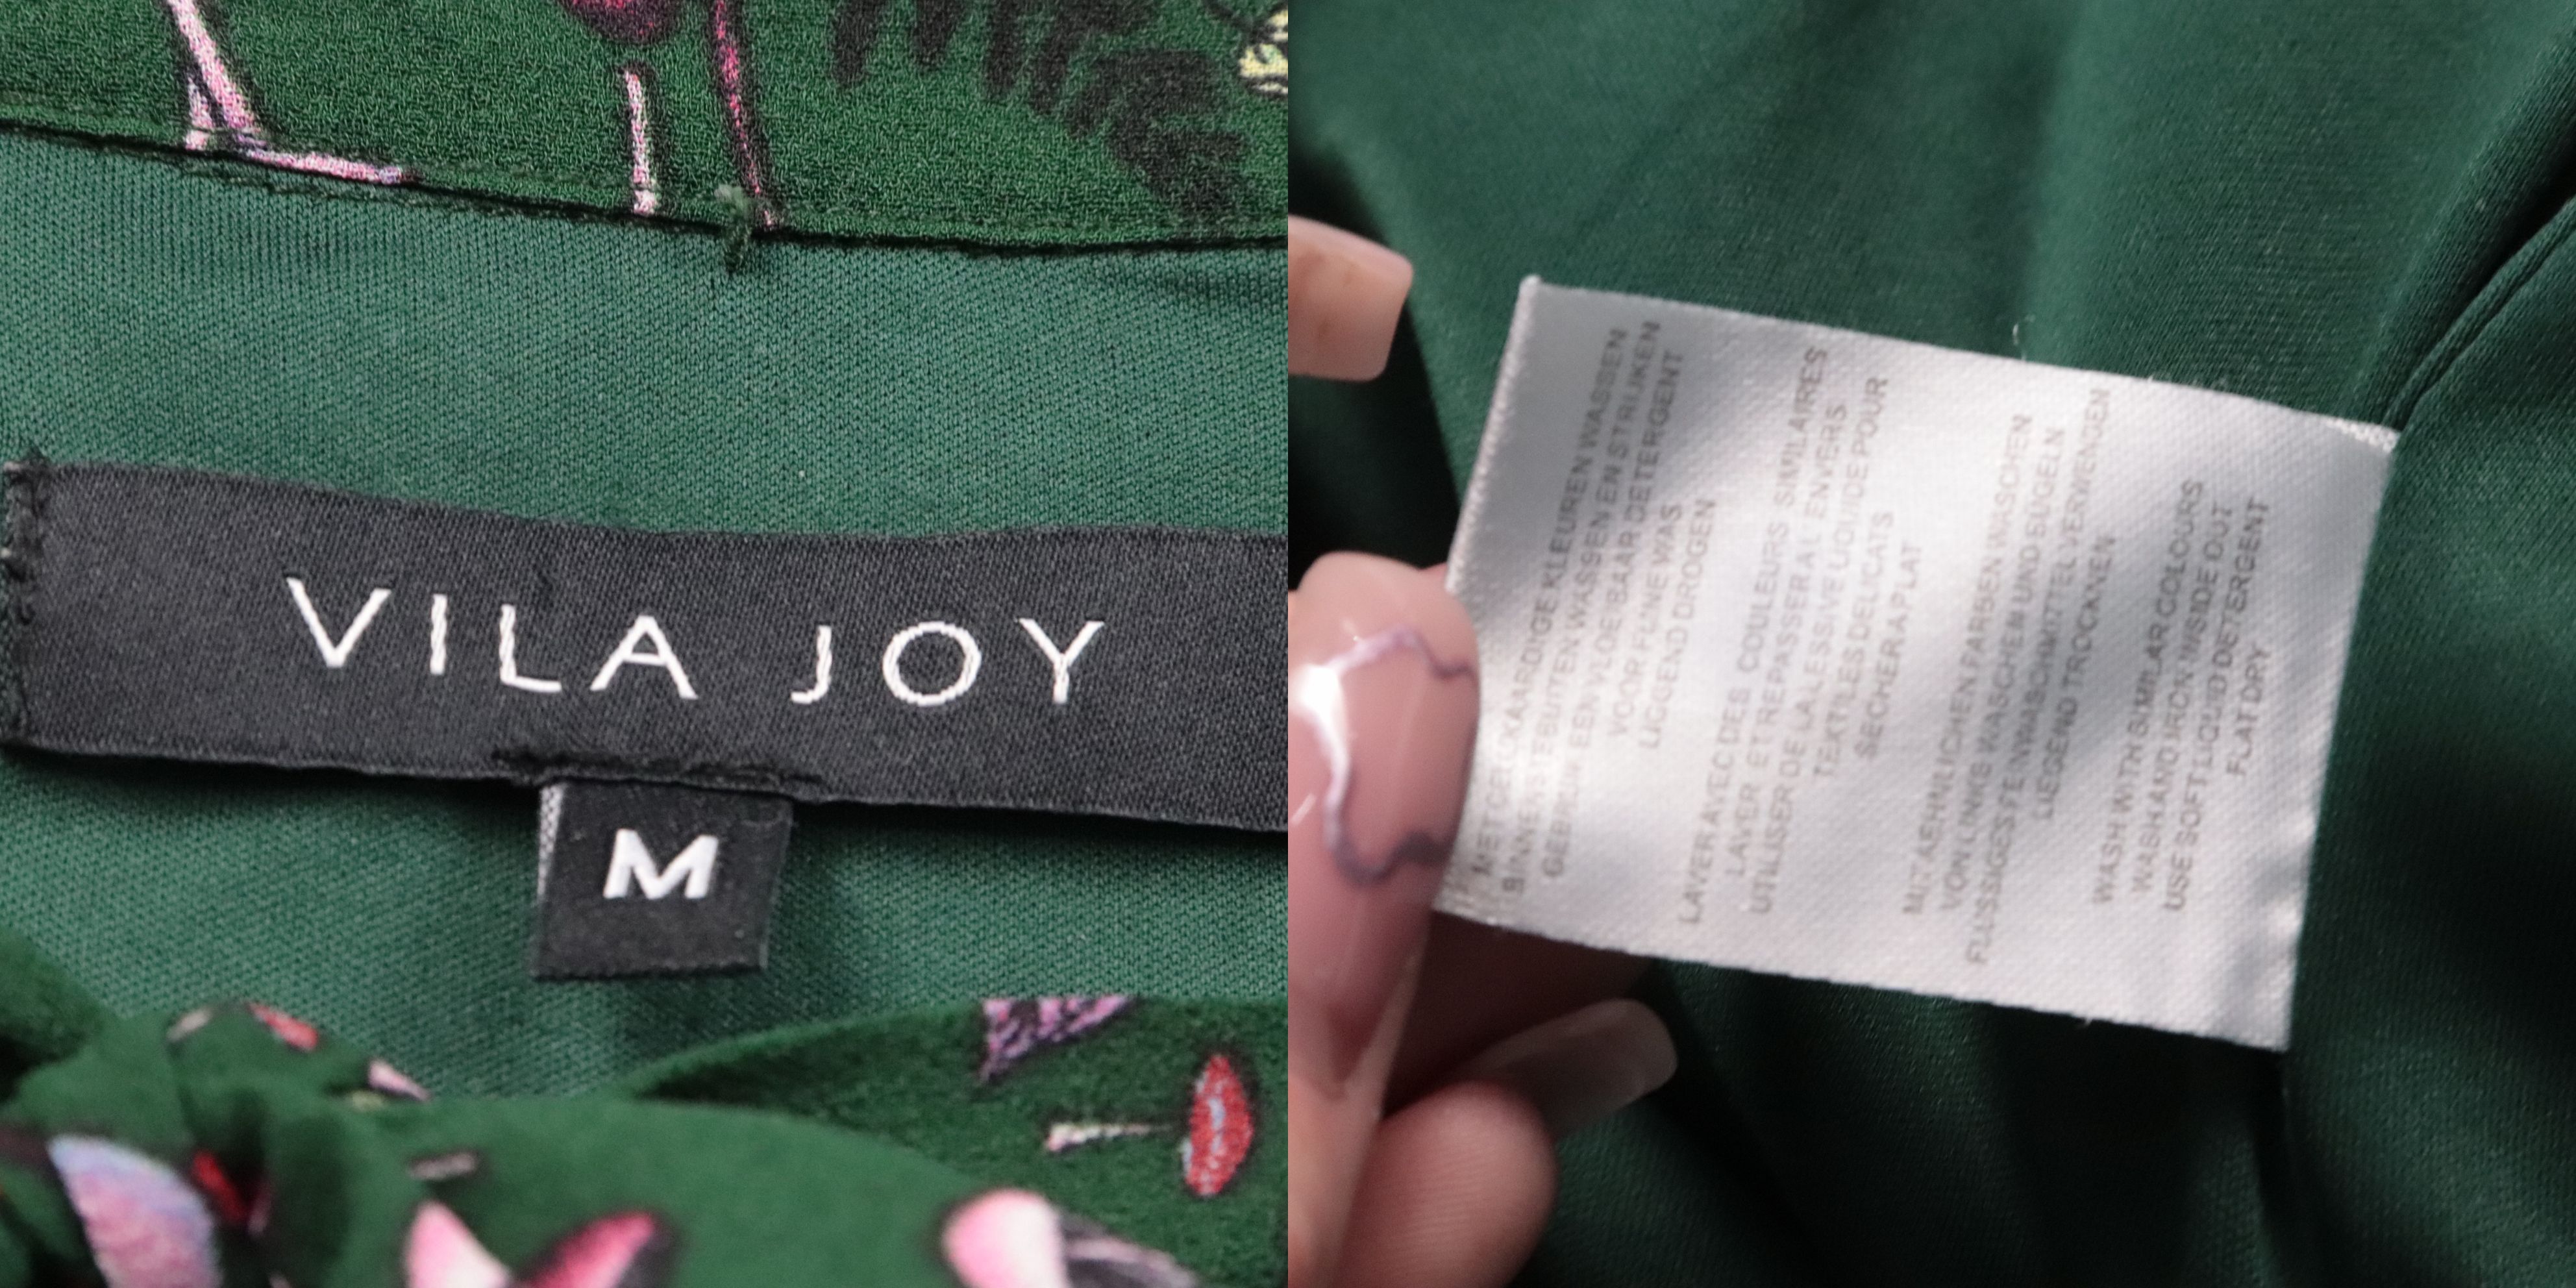 VILA JOY
M
MET GELIJKAARDIGE KLEUREN WASSEN
BINNENSTEBUITEN WASSEN EN STRIJKEN
GEBRUIK EEN VLOEIBAAR DETERGENT
VOOR FIJNE WAS
LIGGEND DROGEN
LAVER AVEC DES COULEURS SIMILAIRES
LAVER ET REPASSER A L ENVERS
UTILISER DE LA LESSIVE LIQUIDE POUR
TEXTILES DELICATS
SECHER A PLAT
MIT AEHNLICHEN FARBEN WASCHEN
VON LINKS WASCHEN UND BÜGELN
FLÜSSIGES FEINWASCHMITTEL VERWENDEN
LIEGEND TROCKNEN
WASH WITH SIMILAR COLOURS
WASH AND IRON INSIDE OUT
USE SOFT LIQUID DETERGENT
FLAT DRY